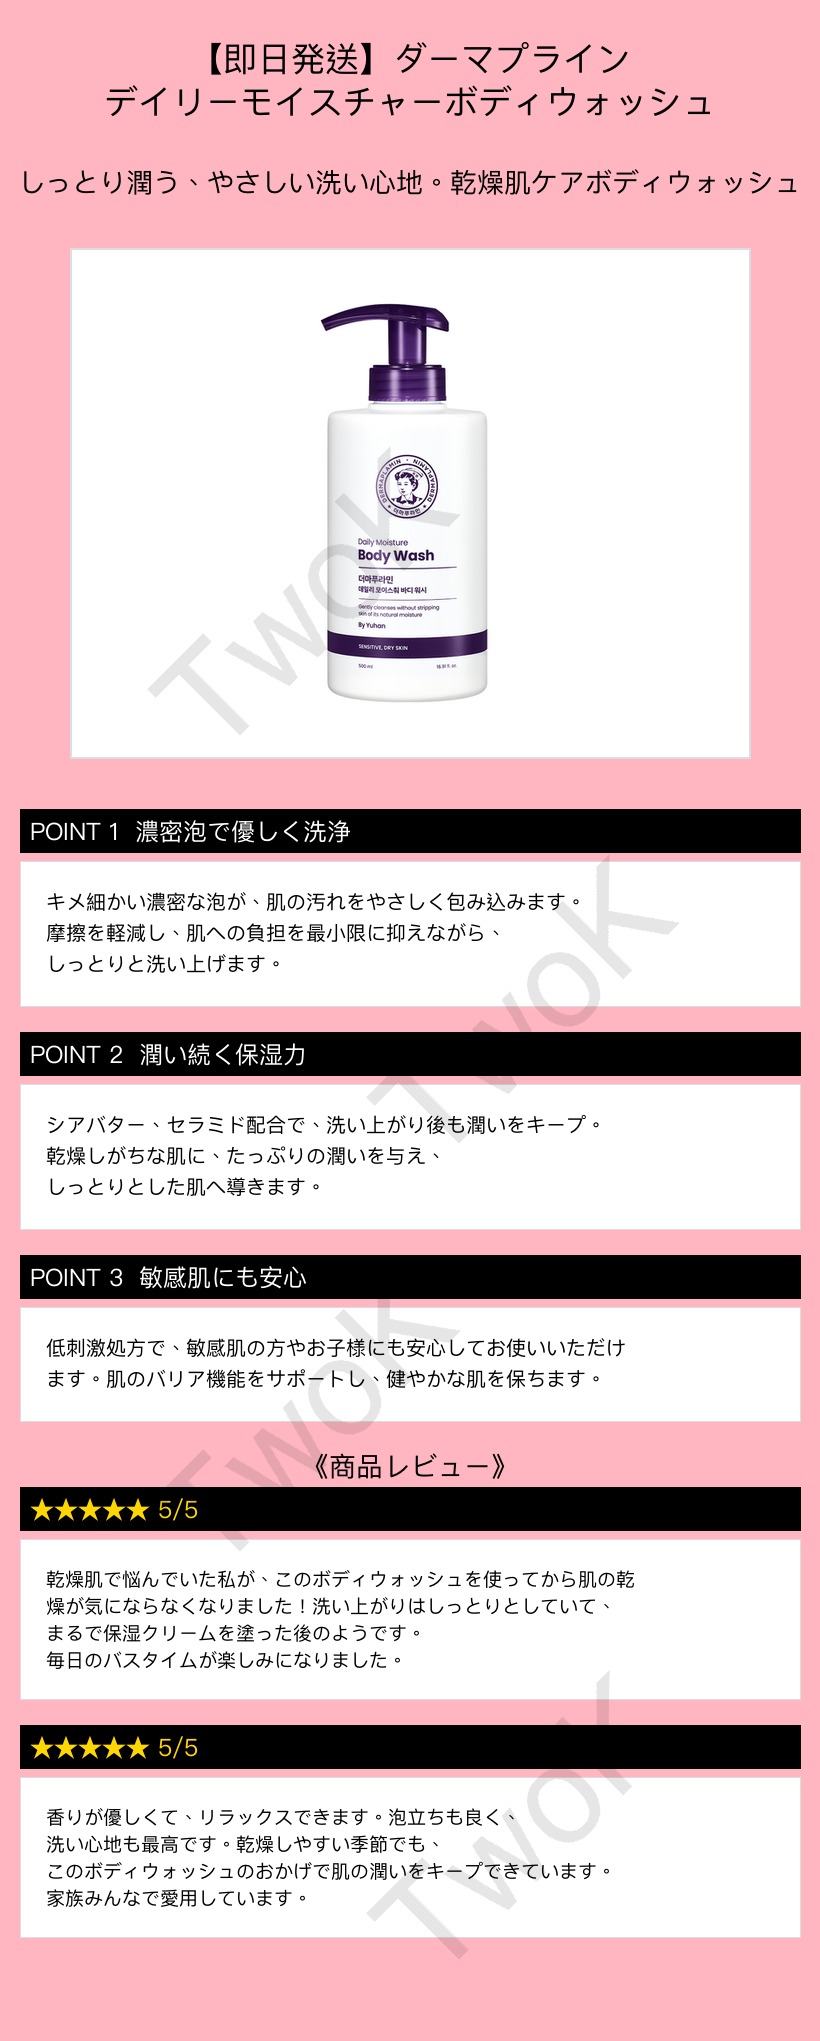 【即日発送】ダーマプライン
デイリーモイスチャーボディウォッシュ
しっとり潤う、やさしい洗い心地。乾燥肌ケアボディウォッシュ
DERMAPLAMIN · DERMAPLAMIN
더마푸라민
Daily Moisture
Body Wash
더마푸라민
데일리 모이스춰 바디 워시
Gently cleanses without stripping
skin of its natural moisture
By Yuhan
SENSITIVE, DRY SKIN
500 ml 16.91 fl. oz.
TwoK
POINT 1 濃密泡で優しく洗浄
キメ細かい濃密な泡が、肌の汚れをやさしく包み込みます。
摩擦を軽減し、肌への負担を最小限に抑えながら、
しっとりと洗い上げます。
TwoK
POINT 2 潤い続く保湿力
シアバター、セラミド配合で、洗い上がり後も潤いをキープ。
乾燥しがちな肌に、たっぷりの潤いを与え、
しっとりとした肌へ導きます。
POINT 3 敏感肌にも安心
低刺激処方で、敏感肌の方やお子様にも安心してお使いいただけ
ます。肌のバリア機能をサポートし、健やかな肌を保ちます。
TwoK
《商品レビュー》
★★★★★ 5/5
乾燥肌で悩んでいた私が、このボディウォッシュを使ってから肌の乾
燥が気にならなくなりました！洗い上がりはしっとりとしていて、
まるで保湿クリームを塗った後のようです。
毎日のバスタイムが楽しみになりました。
★★★★★ 5/5
香りが優しくて、リラックスできます。泡立ちも良く、
洗い心地も最高です。乾燥しやすい季節でも、
このボディウォッシュのおかげで肌の潤いをキープできています。
家族みんなで愛用しています。
TwoK